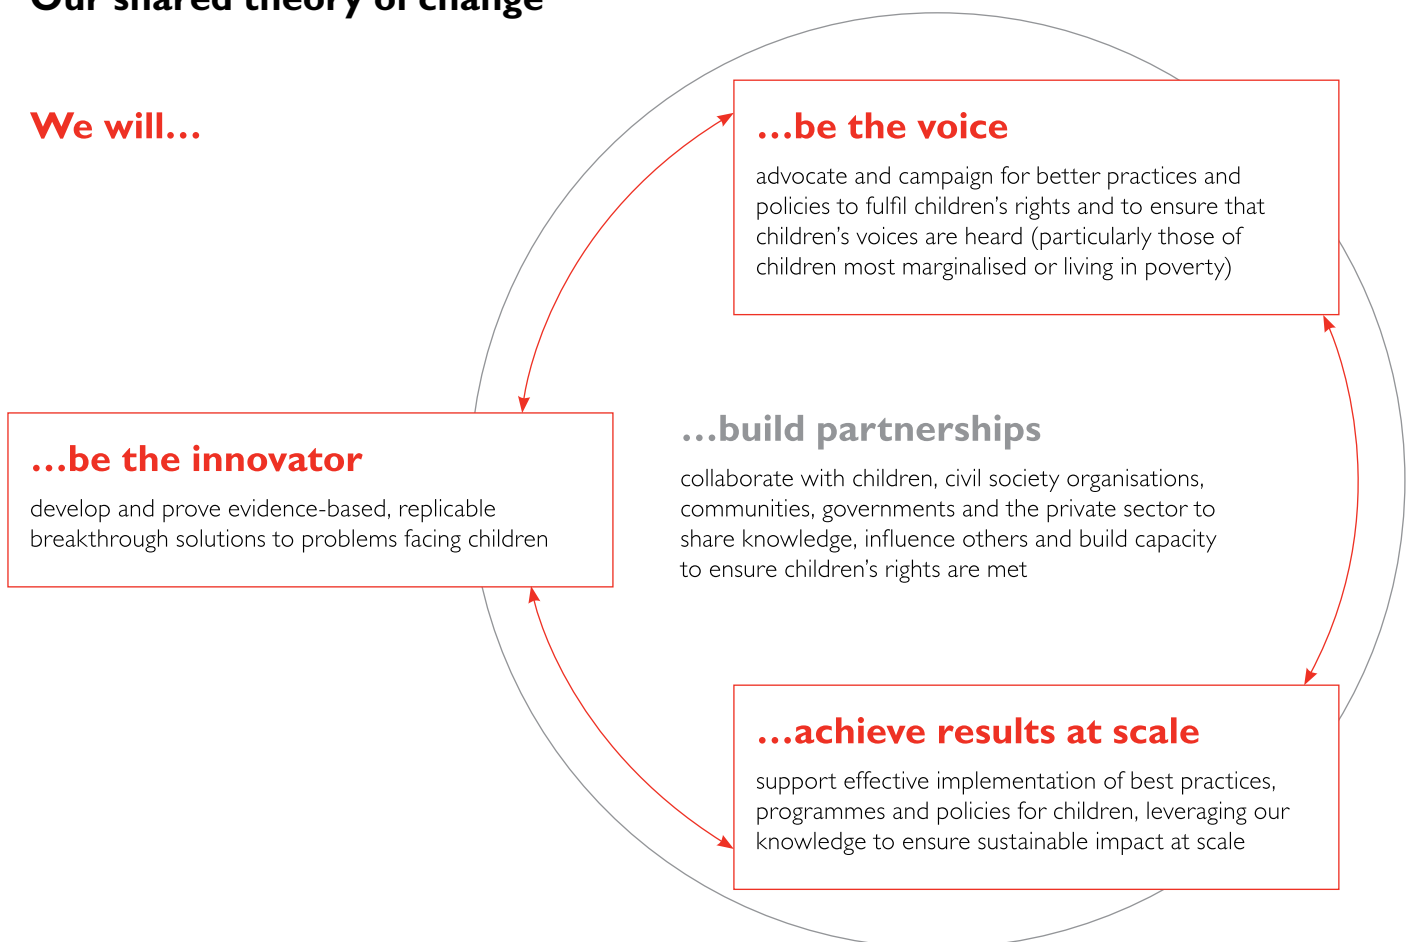 Our shared theory of change
We will…
…be the voice
advocate and campaign for better practices and
policies to fulfil children’s rights and to ensure that
children’s voices are heard (particularly those of
children most marginalised or living in poverty)
…be the innovator
develop and prove evidence-based, replicable
breakthrough solutions to problems facing children
…build partnerships
collaborate with children, civil society organisations,
communities, governments and the private sector to
share knowledge, influence others and build capacity
to ensure children’s rights are met
…achieve results at scale
support effective implementation of best practices,
programmes and policies for children, leveraging our
knowledge to ensure sustainable impact at scale